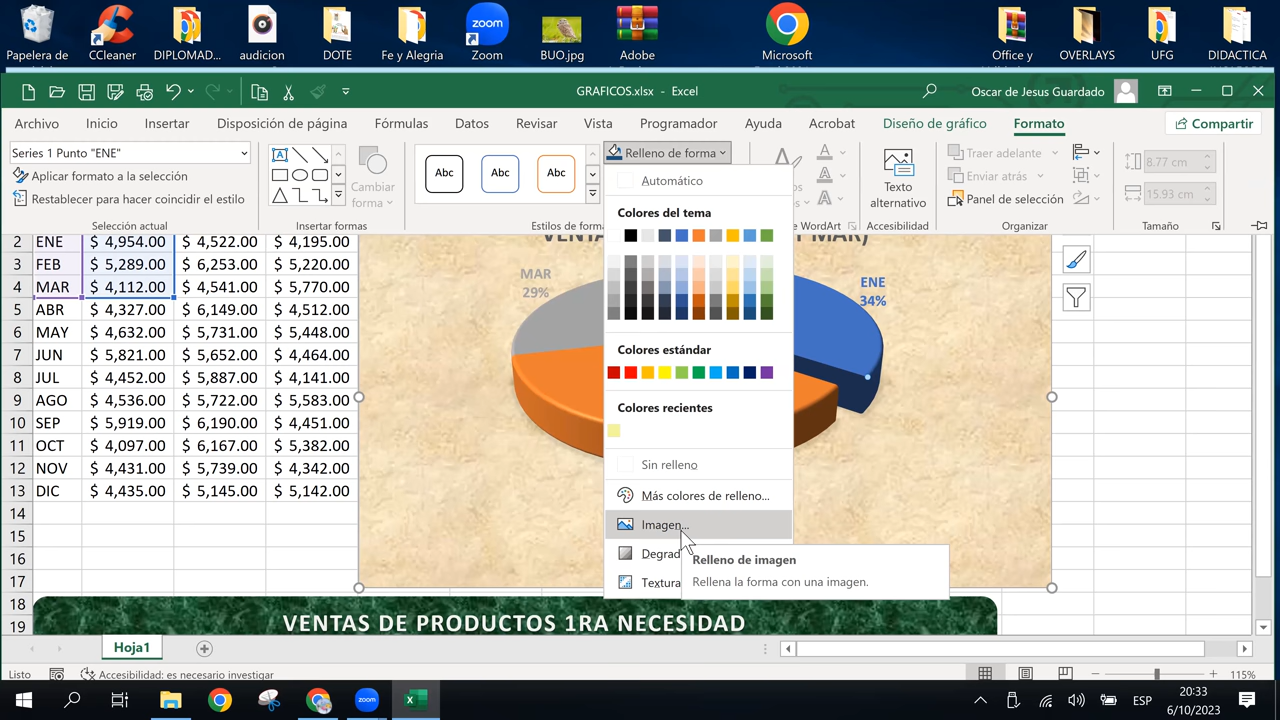 Papelera de
CCleaner
DIPLOMAD...
audicion
DOTE
Fe y Alegria
Zoom
zoom
BUO.jpg
Adobe
Microsoft
Office y
OVERLAYS
UFG
DIDACTICA
GRAFICOS.xlsx - Excel
Oscar de Jesus Guardado
Archivo
Inicio
Insertar
Disposición de página
Fórmulas
Datos
Revisar
Vista
Programador
Ayuda
Acrobat
Diseño de gráfico
Formato
Compartir
Series 1 Punto "ENE"
Aplicar formato a la selección
Restablecer para hacer coincidir el estilo
Selección actual
Cambiar
forma
Insertar formas
Abc
Abc
Abc
Relleno de forma
Estilos de forma
WordArt
Texto
alternativo
Accesibilidad
Traer adelante
Enviar atrás
Panel de selección
Organizar
8.77 cm
15.93 cm
Tamaño
Automático
Colores del tema
Colores estándar
Colores recientes
Sin relleno
Más colores de relleno...
Imagen...
Degrad
Textura
Relleno de imagen
Rellena la forma con una imagen.
2 ENE $ 4,954.00 $ 4,522.00 $ 4,195.00
3 FEB $ 5,289.00 $ 6,253.00 $ 5,220.00
4 MAR $ 4,112.00 $ 4,541.00 $ 5,770.00
5 ABR $ 4,327.00 $ 6,149.00 $ 4,512.00
6 MAY $ 4,632.00 $ 5,731.00 $ 5,448.00
7 JUN $ 5,821.00 $ 5,652.00 $ 4,464.00
8 JUL $ 4,452.00 $ 5,887.00 $ 4,141.00
9 AGO $ 4,536.00 $ 5,722.00 $ 5,583.00
10 SEP $ 5,919.00 $ 6,190.00 $ 4,451.00
11 OCT $ 4,097.00 $ 6,167.00 $ 5,382.00
12 NOV $ 4,431.00 $ 5,739.00 $ 4,342.00
13 DIC $ 4,435.00 $ 5,145.00 $ 5,142.00
14
15
16
17
18
19
MAR)
MAR
29%
ENE
34%
VENTAS DE PRODUCTOS 1RA NECESIDAD
Hoja1
Listo
Accesibilidad: es necesario investigar
115%
zoom
ESP
20:33
6/10/2023